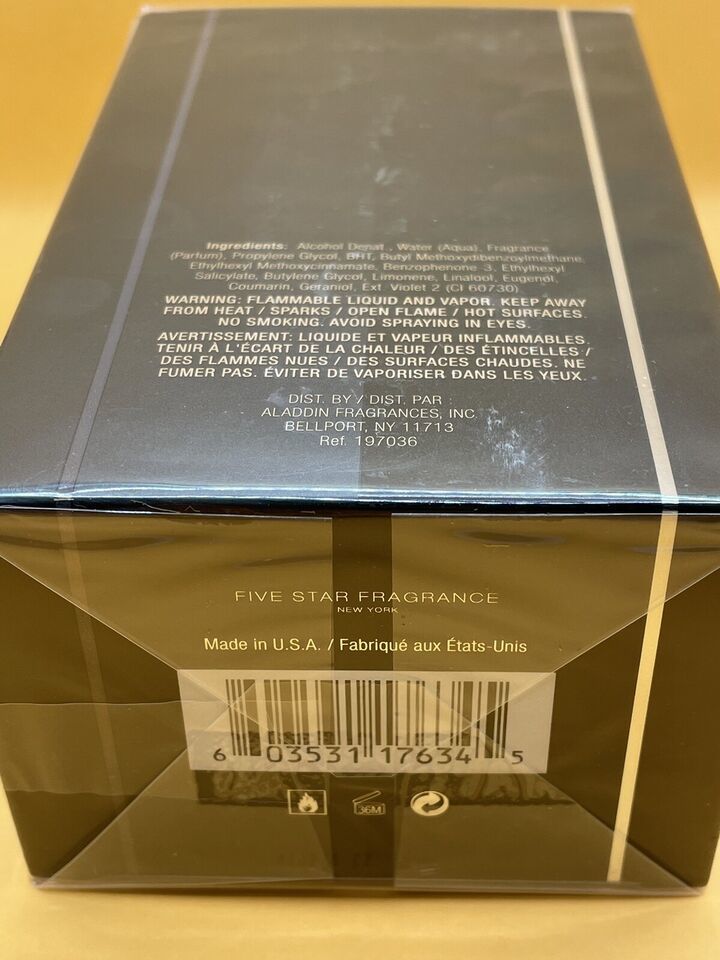 Ingredients: Alcohol Denat., Water (Aqua), Fragrance
(Parfum), Propylene Glycol, BHT, Butyl Methoxydibenzoylmethane,
Ethylhexyl Methoxycinnamate, Benzophenone-3, Ethylhexyl
Salicylate, Butylene Glycol, Limonene, Linalool, Eugenol,
Coumarin, Geraniol, Ext. Violet 2 (CI 60730)
WARNING: FLAMMABLE LIQUID AND VAPOR. KEEP AWAY
FROM HEAT / SPARKS / OPEN FLAME / HOT SURFACES.
NO SMOKING. AVOID SPRAYING IN EYES.
AVERTISSEMENT: LIQUIDE ET VAPEUR INFLAMMABLES.
TENIR À L'ÉCART DE LA CHALEUR / DES ÉTINCELLES /
DES FLAMMES NUES / DES SURFACES CHAUDES. NE
FUMER PAS. ÉVITER DE VAPORISER DANS LES YEUX.
DIST. BY / DIST. PAR :
ALADDIN FRAGRANCES, INC.
BELLPORT, NY 11713
Ref. 197036
FIVE STAR FRAGRANCE
NEW YORK
Made in U.S.A. / Fabriqué aux États-Unis
6 03531 17634 5
36M